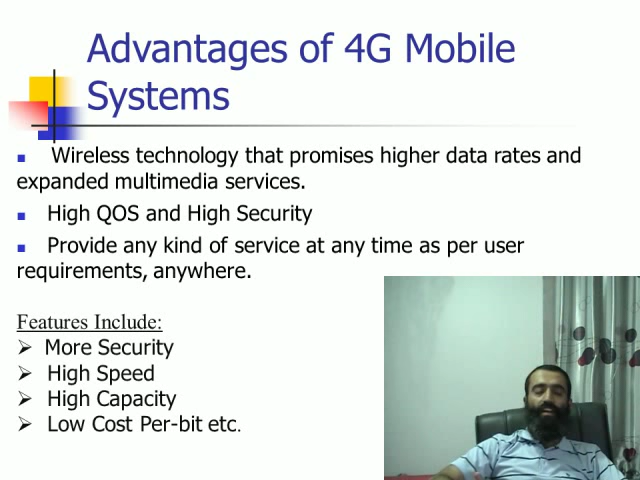 Advantages of 4G Mobile
Systems
Wireless technology that promises higher data rates and
expanded multimedia services.
High QOS and High Security
Provide any kind of service at any time as per user
requirements, anywhere.
Features Include:
More Security
High Speed
High Capacity
Low Cost Per-bit etc.